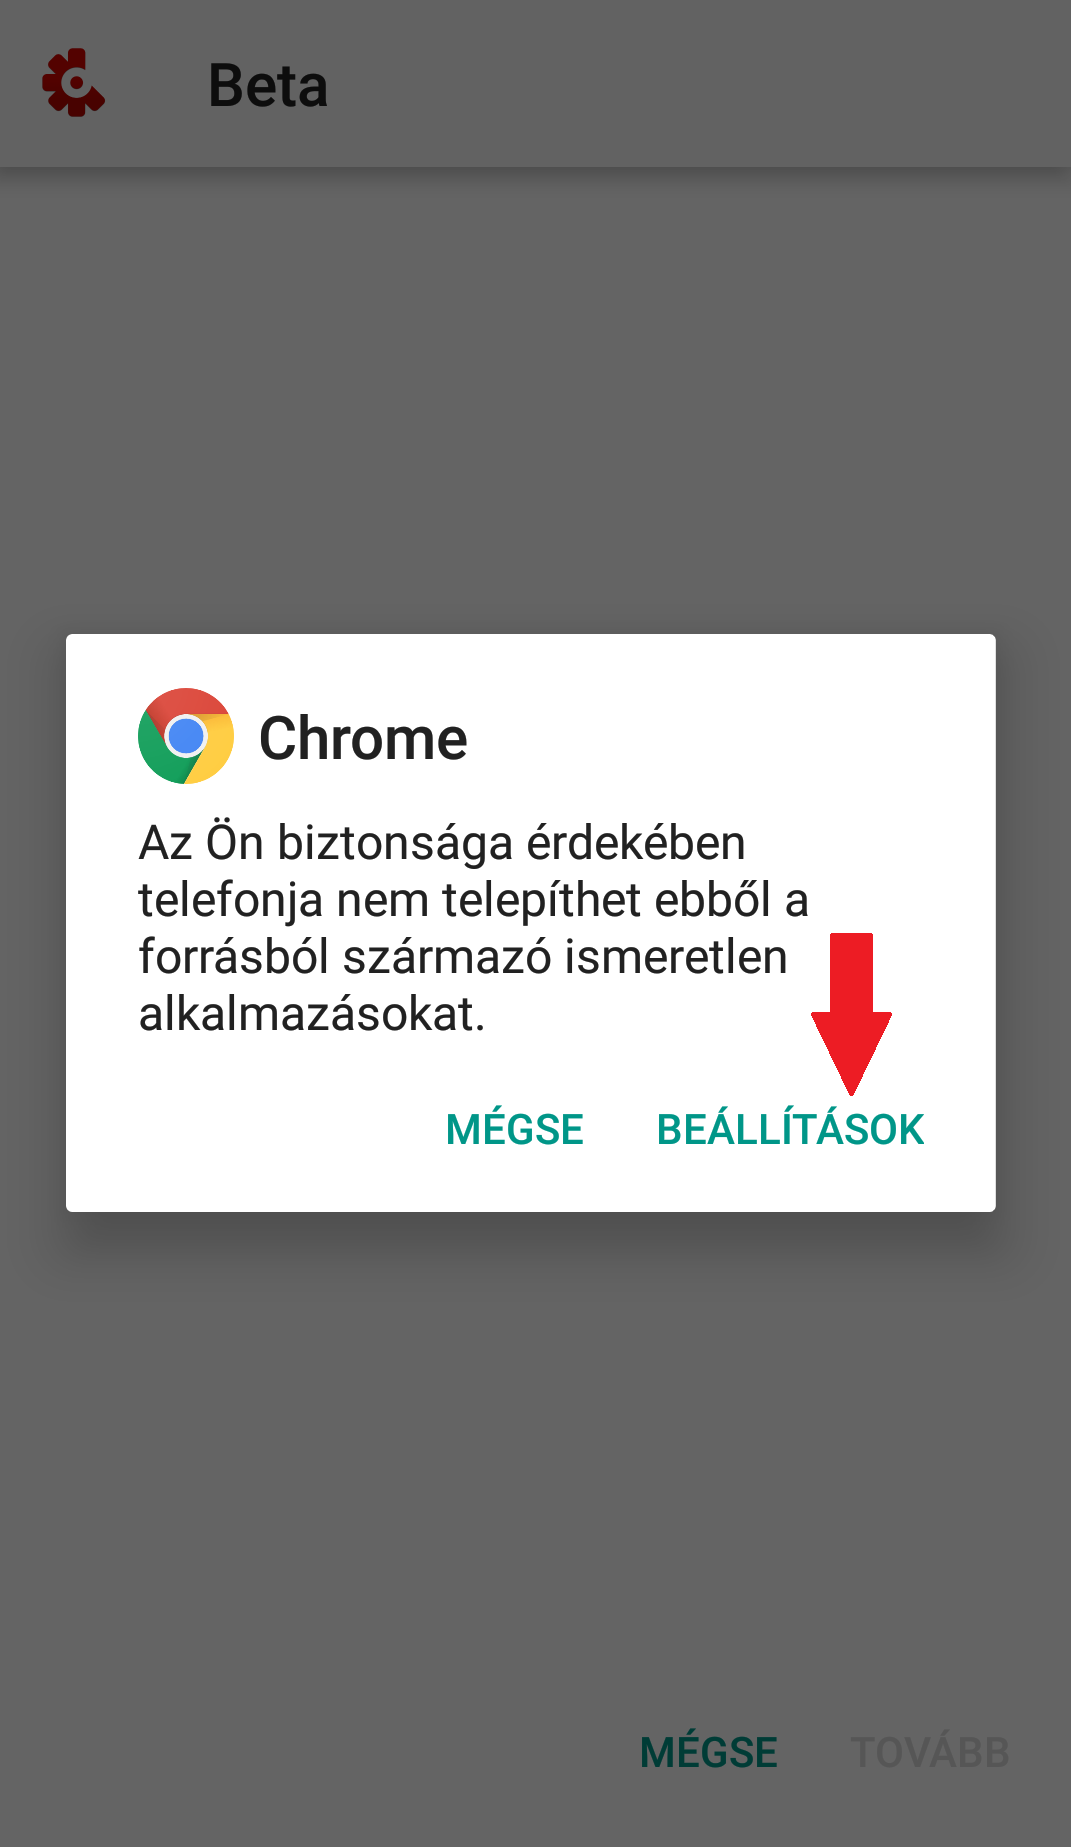 Beta
Chrome
Az Ön biztonsága érdekében
telefonja nem telepíthet ebből a
forrásból származó ismeretlen
alkalmazásokat.
MÉGSE BEÁLLÍTÁSOK
MÉGSE TOVÁBB